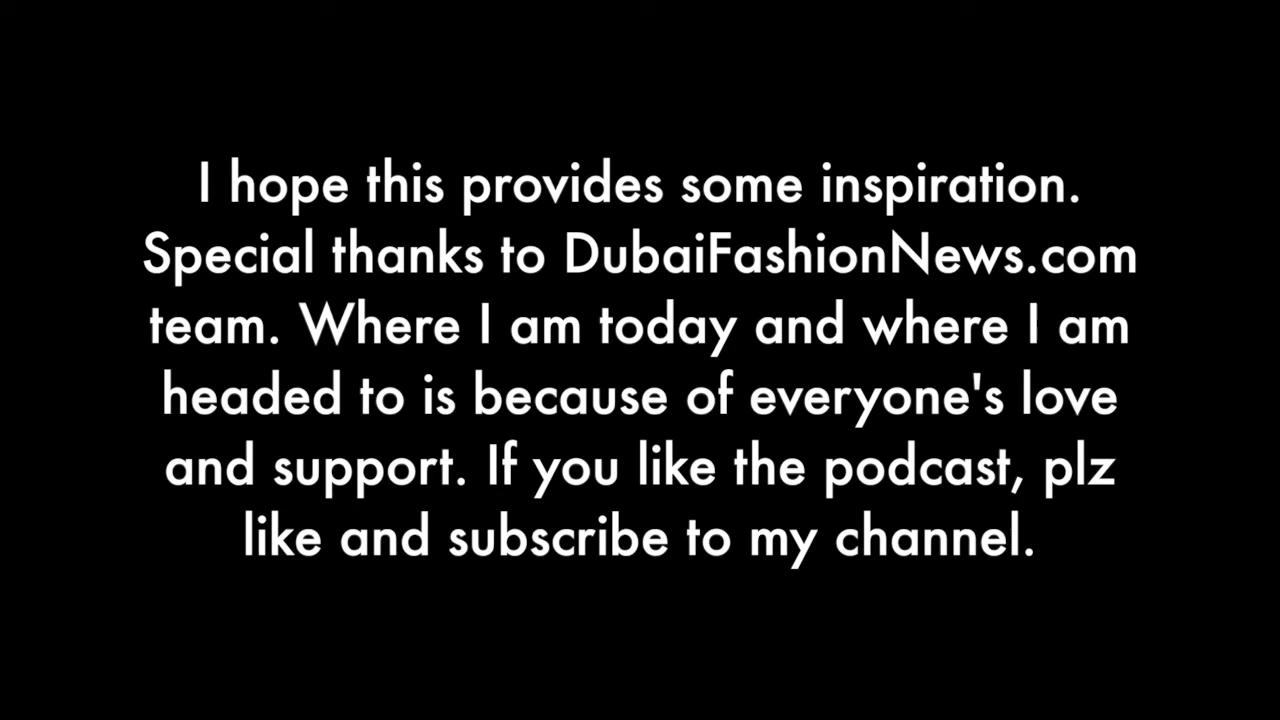 I hope this provides some inspiration.
Special thanks to DubaiFashionNews.com
team. Where I am today and where I am
headed to is because of everyone's love
and support. If you like the podcast, plz
like and subscribe to my channel.